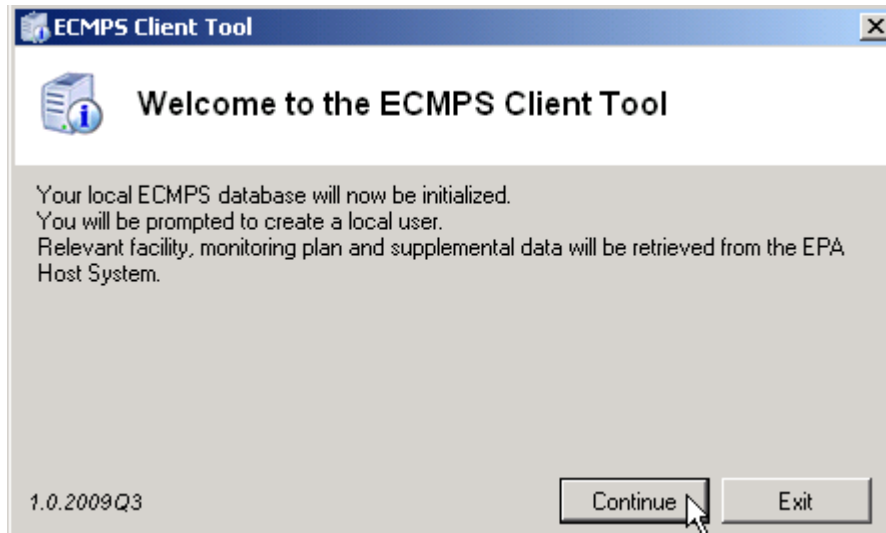 ECMPS Client Tool
Welcome to the ECMPS Client Tool
Your local ECMPS database will now be initialized.
You will be prompted to create a local user.
Relevant facility, monitoring plan and supplemental data will be retrieved from the EPA
Host System.
1.0.2009Q3
Continue
Exit